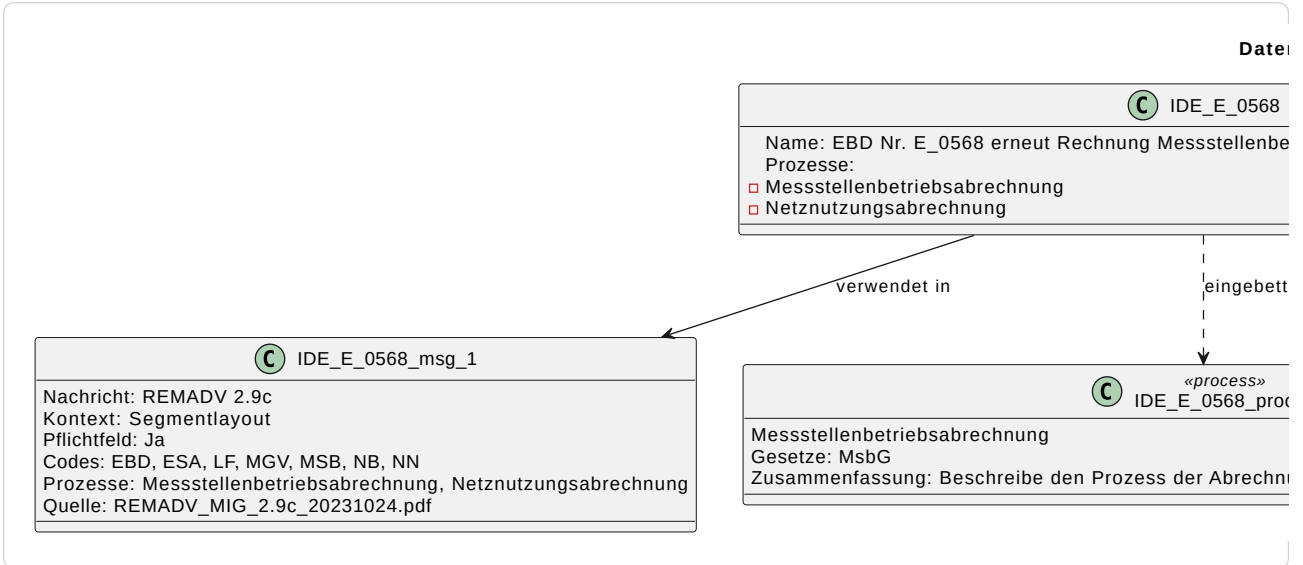 Daten
C IDE_E_0568
Name: EBD Nr. E_0568 erneut Rechnung Messstellenbe
Prozesse:
Messstellenbetriebsabrechnung
Netznutzungsabrechnung
verwendet in
eingebett
C IDE_E_0568_msg_1
Nachricht: REMADV 2.9c
Kontext: Segmentlayout
Pflichtfeld: Ja
Codes: EBD, ESA, LF, MGV, MSB, NB, NN
Prozesse: Messstellenbetriebsabrechnung, Netznutzungsabrechnung
Quelle: REMADV_MIG_2.9c_20231024.pdf
«process»
C IDE_E_0568_proc
Messstellenbetriebsabrechnung
Gesetze: MsbG
Zusammenfassung: Beschreibe den Prozess der Abrechnu